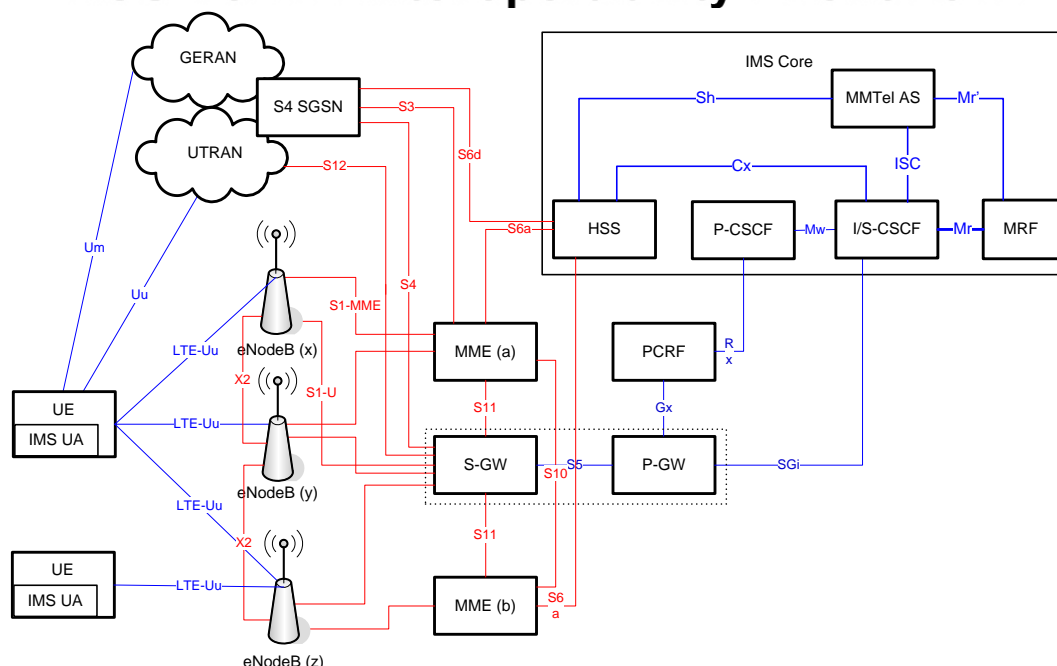 GERAN
IMS Core
S4 SGSN
S3
Sh
MMTel AS
Mr'
UTRAN
S12
S6d
Cx
ISC
S6a
HSS
P-CSCF
Mw
I/S-CSCF
Mr
MRF
Um
Uu
S4
S1-MME
eNodeB (x)
LTE-Uu
MME (a)
PCRF
R
x
X2
S1-U
UE
IMS UA
LTE-Uu
S11
Gx
S-GW
S5
P-GW
SGi
S10
eNodeB (y)
LTE-Uu
X2
S11
UE
IMS UA
LTE-Uu
MME (b)
S6
a
eNodeB (z)